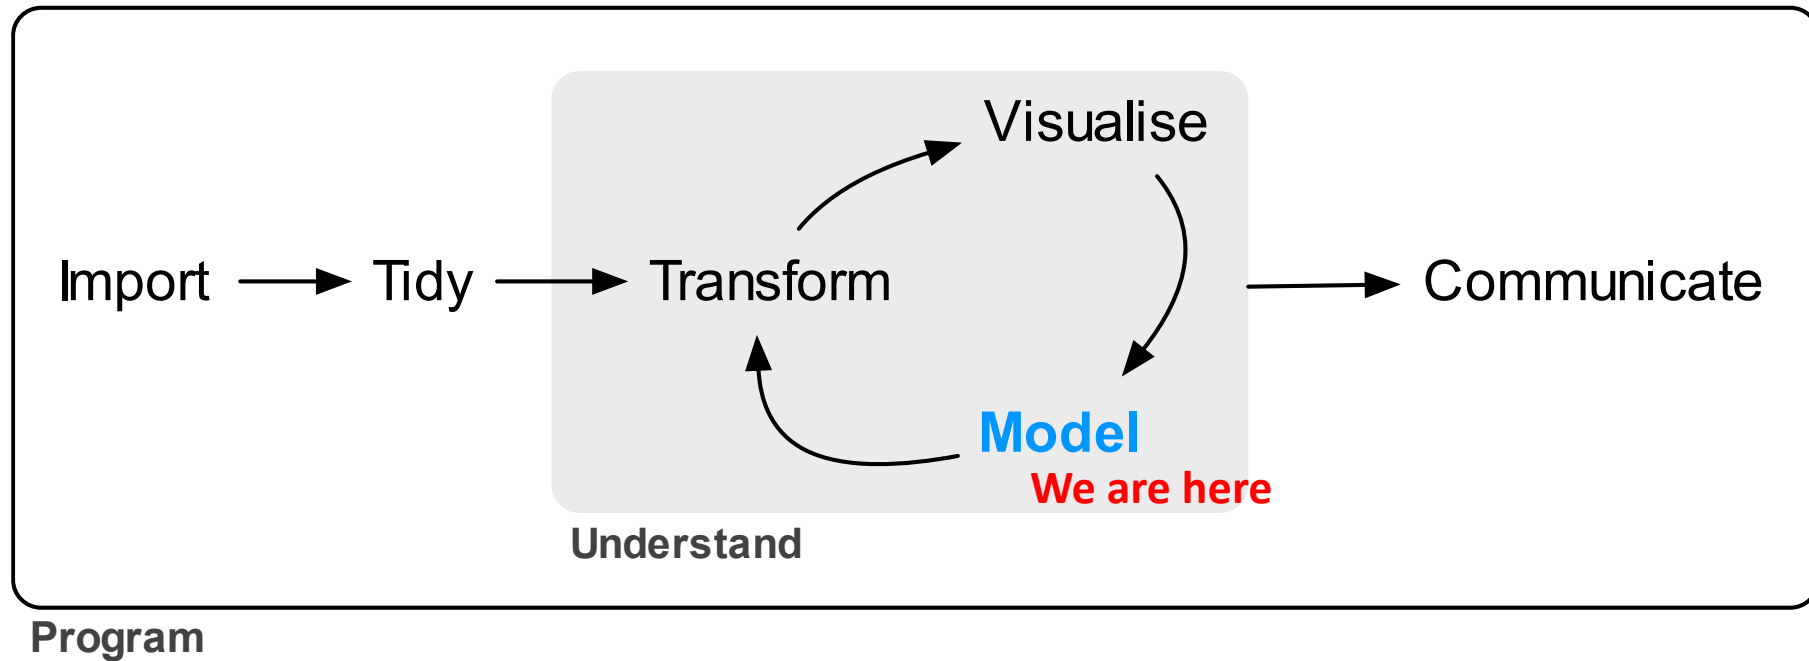 Visualise
Import
Tidy
Transform
Communicate
Model
We are here
Understand
Program